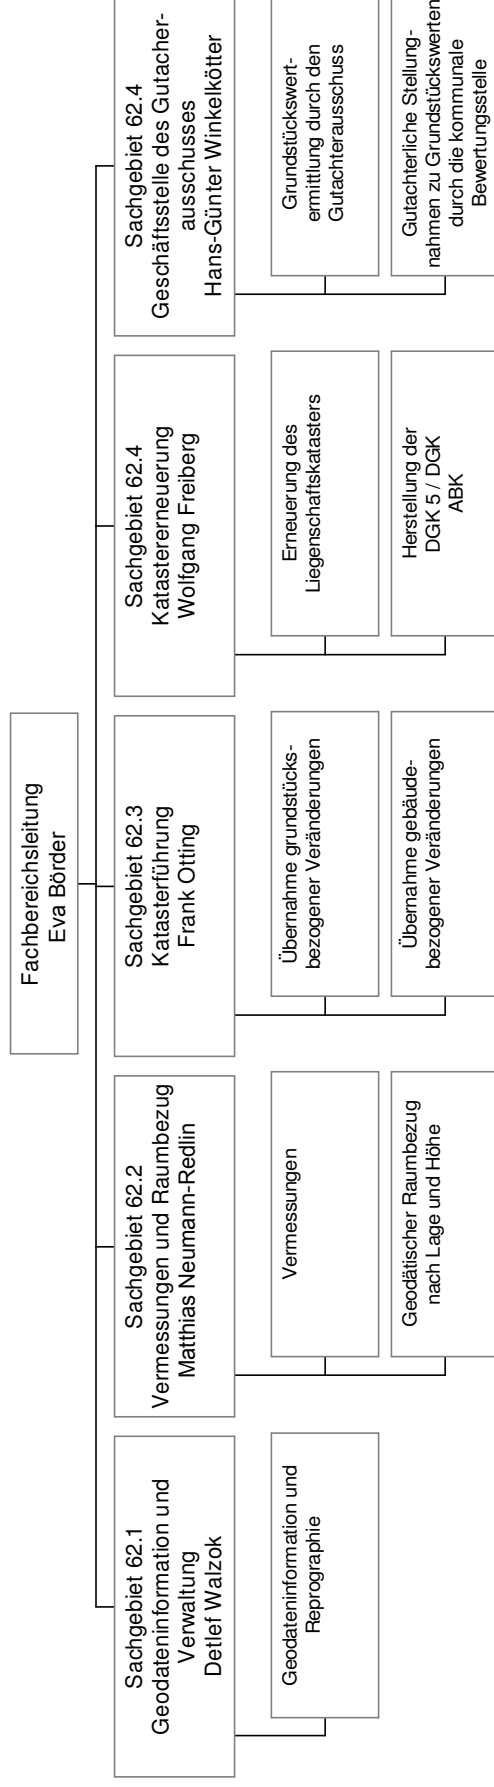 Fachbereichsleitung
Eva Börder
Sachgebiet 62.1
Geodateninformation und
Verwaltung
Detlef Walzok
Geodateninformation und
Reprographie
Sachgebiet 62.2
Vermessungen und Raumbezug
Matthias Neumann-Redlin
Vermessungen
Geodätischer Raumbezug
nach Lage und Höhe
Sachgebiet 62.3
Katasterführung
Frank Otting
Übernahme grundstücks-
bezogener Veränderungen
Übernahme gebäude-
bezogener Veränderungen
Sachgebiet 62.4
Katastererneuerung
Wolfgang Freiberg
Erneuerung des
Liegenschaftskatasters
Herstellung der
DGK 5 / DGK
ABK
Sachgebiet 62.4
Geschäftsstelle des Gutacher-
ausschusses
Hans-Günter Winkelkötter
Grundstückswert-
ermittlung durch den
Gutachterausschuss
Gutachterliche Stellung-
nahmen zu Grundstückswerten
durch die kommunale
Bewertungsstelle